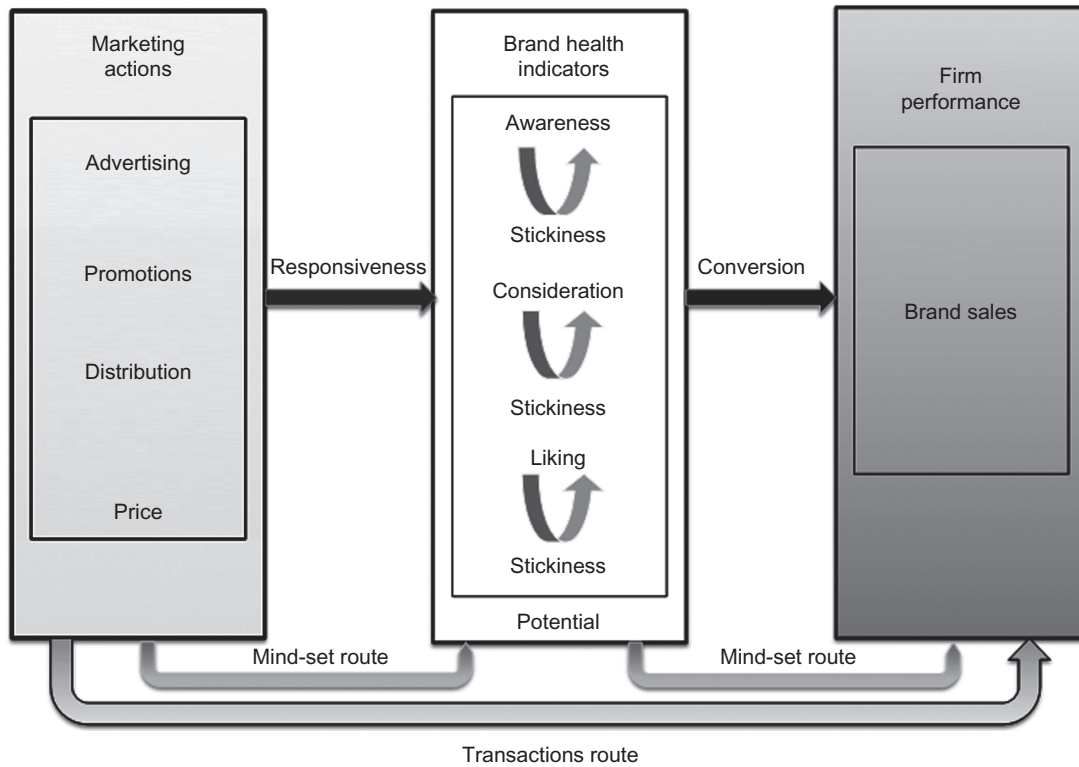 Marketing
actions
Advertising
Promotions
Distribution
Price
Responsiveness
Brand health
indicators
Awareness
Stickiness
Consideration
Stickiness
Liking
Stickiness
Potential
Conversion
Firm
performance
Brand sales
Mind-set route
Mind-set route
Transactions route